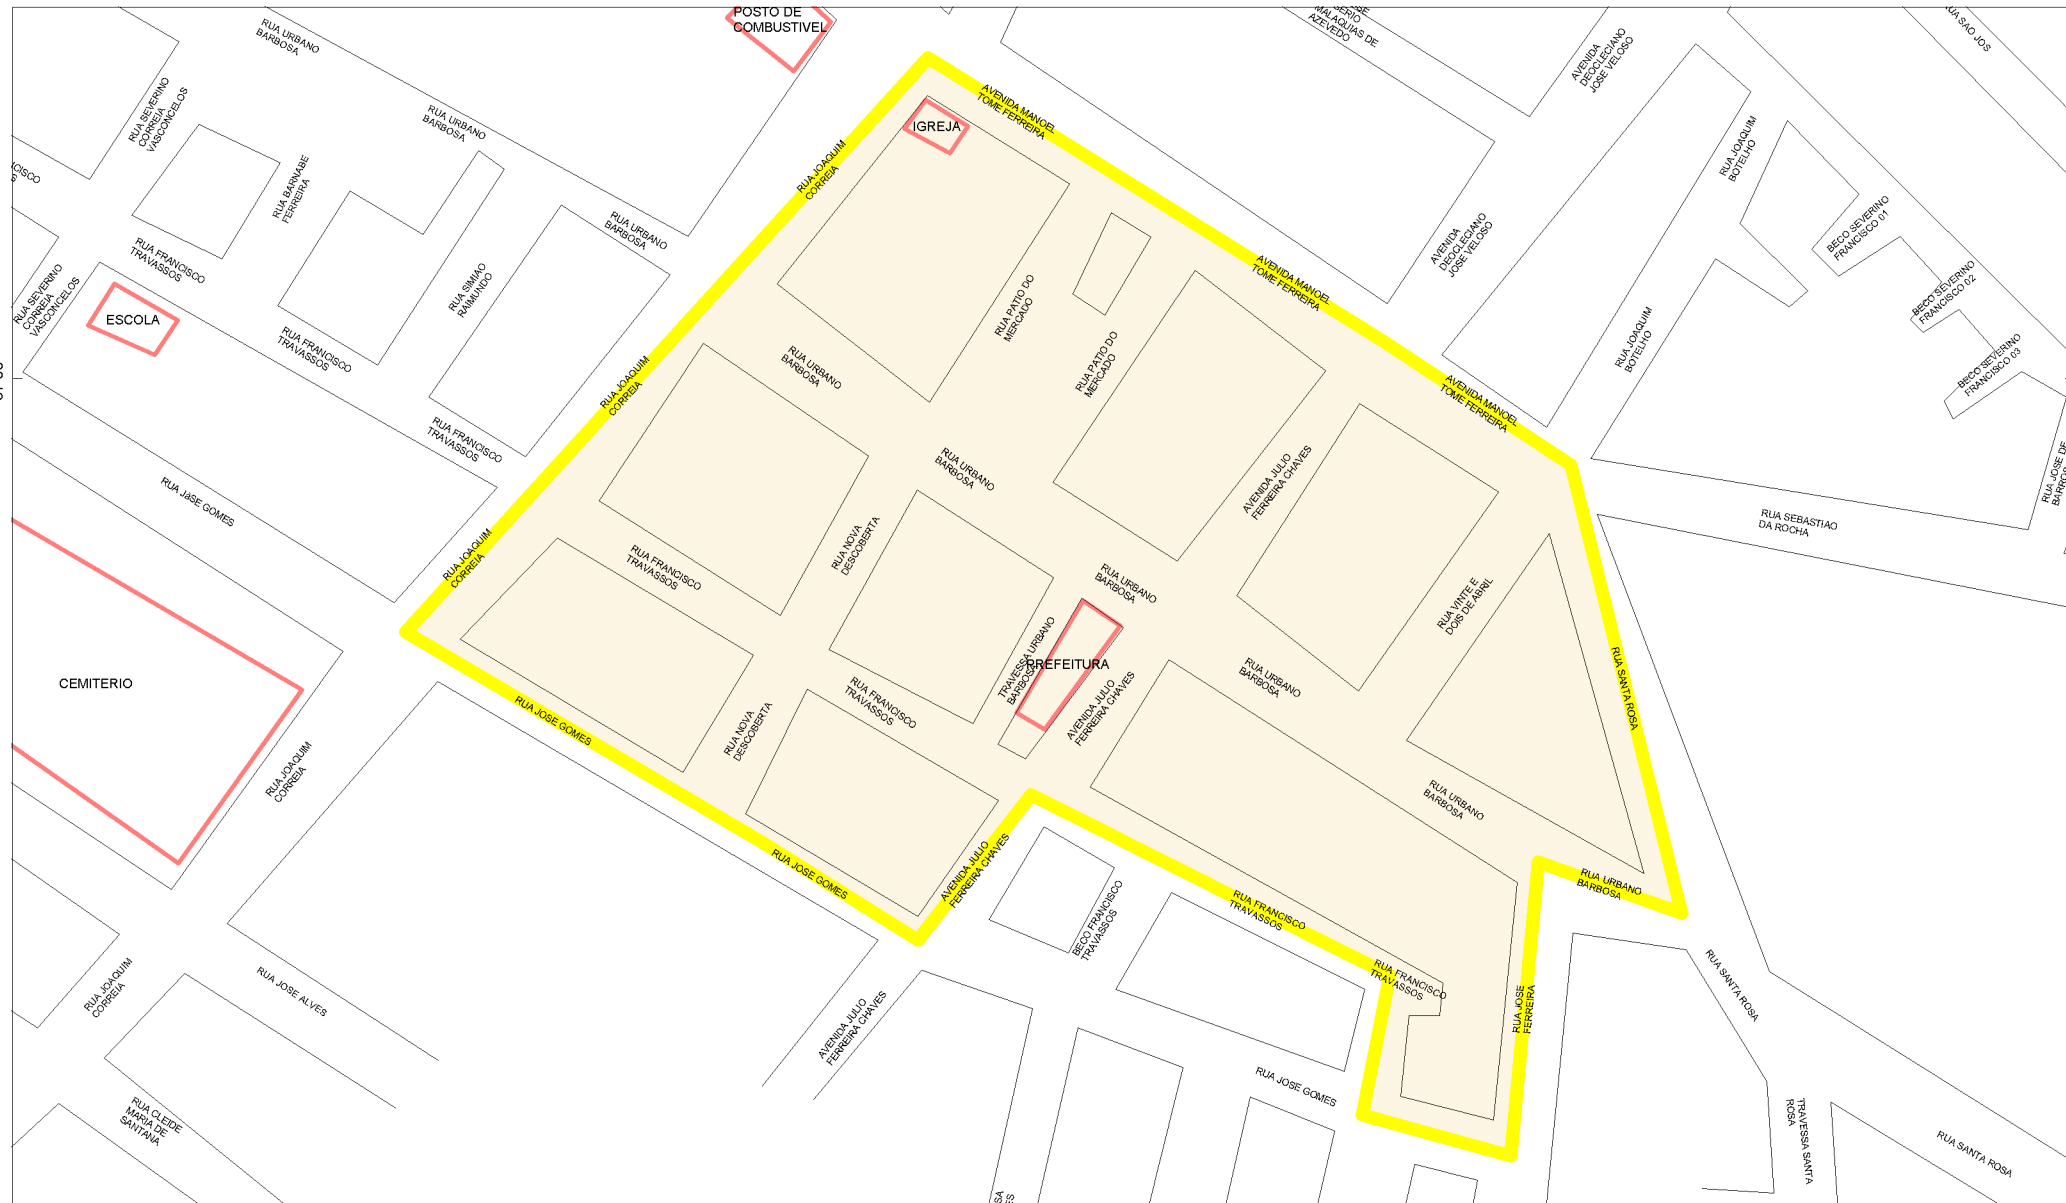 POSTO DE
COMBUSTIVEL
RUA URBANO
BARBOSA
MALAQUIAS DE
AZEVEDO
AVENIDA
DEOCLECIANO
JOSE VELOSO
RUA SEVERINO
CORREIA
VASCONCELOS
RUA URBANO
BARBOSA
AVENIDA MANOEL
TOME FERREIRA
IGREJA
RUA JOAQUIM
CORREIA
RUA JOAQUIM
BOTELHO
RUA BARNABE
FERREIRA
RUA URBANO
BARBOSA
RUA FRANCISCO
TRAVASSOS
AVENIDA
DEOCLECIANO
JOSE VELOSO
BECO SEVERINO
FRANCISCO 01
RUA SEVERINO
CORREIA
VASCONCELOS
RUA SIMIAO
RAIMUNDO
AVENIDA MANOEL
TOME FERREIRA
BECO SEVERINO
FRANCISCO 02
ESCOLA
RUA FRANCISCO
TRAVASSOS
RUA PATIO DO
MERCADO
RUA JOAQUIM
BOTELHO
RUA URBANO
BARBOSA
RUA PATIO DO
MERCADO
BECO SEVERINO
FRANCISCO 03
RUA JOAQUIM
CORREIA
AVENIDA MANOEL
TOME FERREIRA
RUA FRANCISCO
TRAVASSOS
RUA URBANO
BARBOSA
AVENIDA JULIO
FERREIRA CHAVES
RUA JOSE DE
RUA JàSE GOMES
RUA SEBASTIAO
DA ROCHA
RUA JOAQUIM
CORREIA
RUA NOVA
DESCOBERTA
RUA FRANCISCO
TRAVASSOS
RUA URBANO
BARBOSA
RUA VINTE E
DOIS DE ABRIL
TRAVESSA URBANO
BARBOSA
PREFEITURA
CEMITERIO
RUA URBANO
BARBOSA
RUA SANTA ROSA
RUA FRANCISCO
TRAVASSOS
AVENIDA JULIO
FERREIRA CHAVES
RUA JOSE GOMES
RUA NOVA
DESCOBERTA
RUA JOAQUIM
CORREIA
RUA URBANO
BARBOSA
RUA JOSE GOMES
AVENIDA JULIO
FERREIRA CHAVES
RUA URBANO
BARBOSA
RUA FRANCISCO
TRAVASSOS
BECO FRANCISCO
TRAVASSOS
RUA FRANCISCO
TRAVASSOS
RUA JOAQUIM
CORREIA
RUA JOSE ALVES
RUA SANTA ROSA
RUA JOSE
FERREIRA
AVENIDA JULIO
FERREIRA CHAVES
RUA JOSE GOMES
RUA CLEIDE
MARIA DE
SANTANA
TRAVESSA SANTA
ROSA
RUA SANTA ROSA